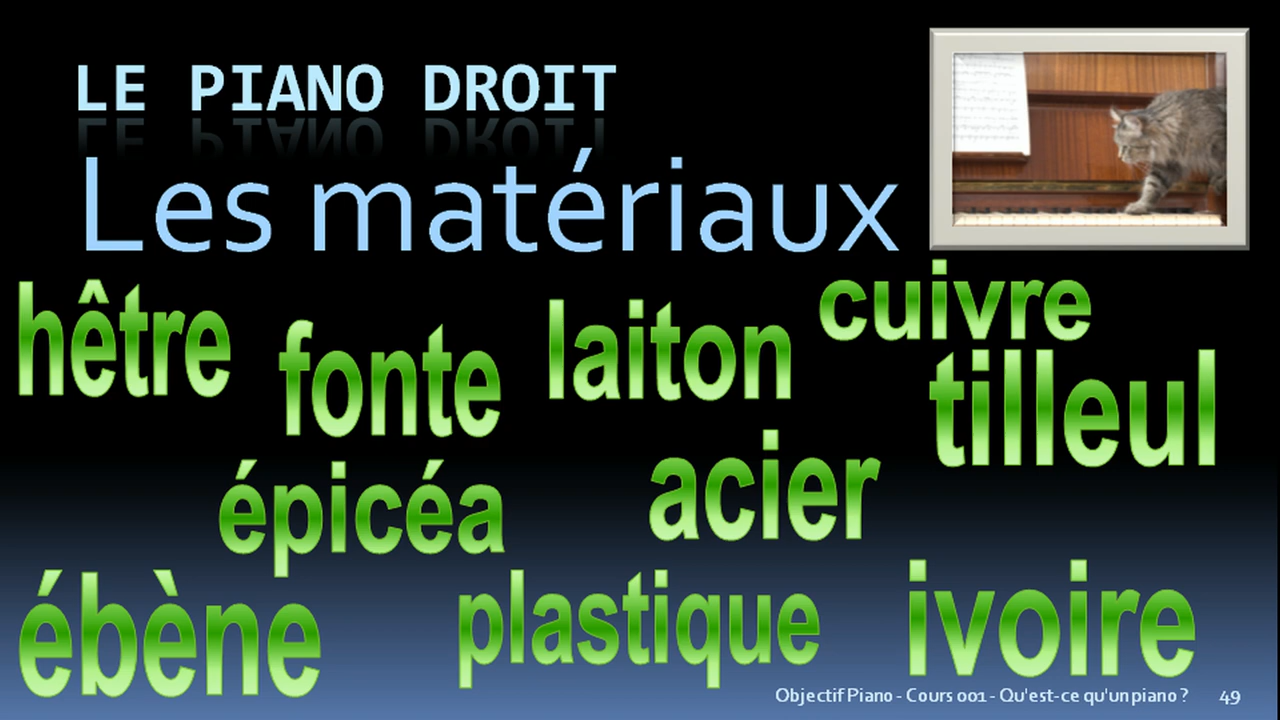 LE PIANO DROIT
Les matériaux
hêtre
fonte
laiton
cuivre
tilleul
épicéa
acier
ébène
plastique
ivoire
Objectif Piano - Cours 001 - Qu'est-ce qu'un piano ? 49